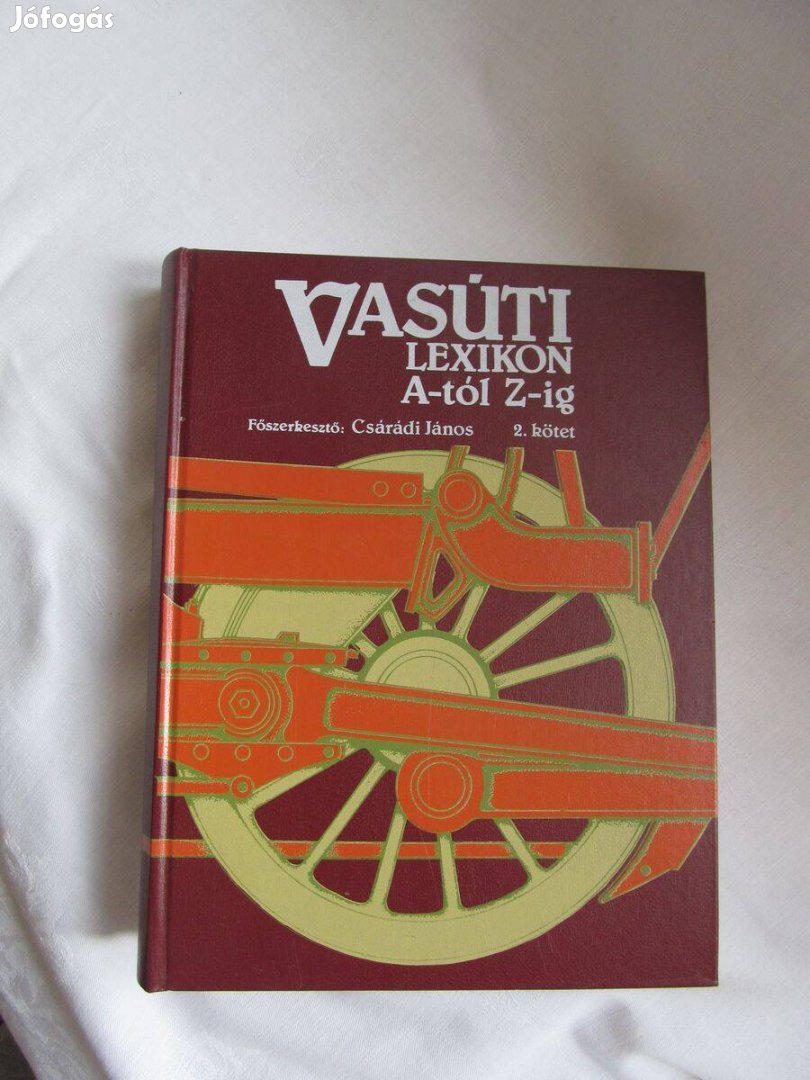 Jófogás
VASÚTI
LEXIKON
A-tól Z-ig
Főszerkesztő: Csárádi János 2. kötet